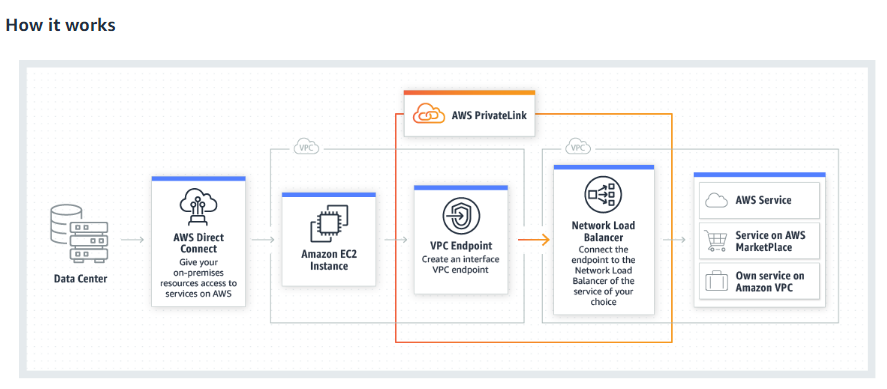 How it works
AWS PrivateLink
VPC
VPC
Data Center
AWS Direct
Connect
Give your
on-premises
resources access to
services on AWS
Amazon EC2
Instance
VPC Endpoint
Create an interface
VPC endpoint
Network Load
Balancer
Connect the
endpoint to the
Network Load
Balancer of the
service of your
choice
AWS Service
Service on AWS
MarketPlace
Own service on
Amazon VPC